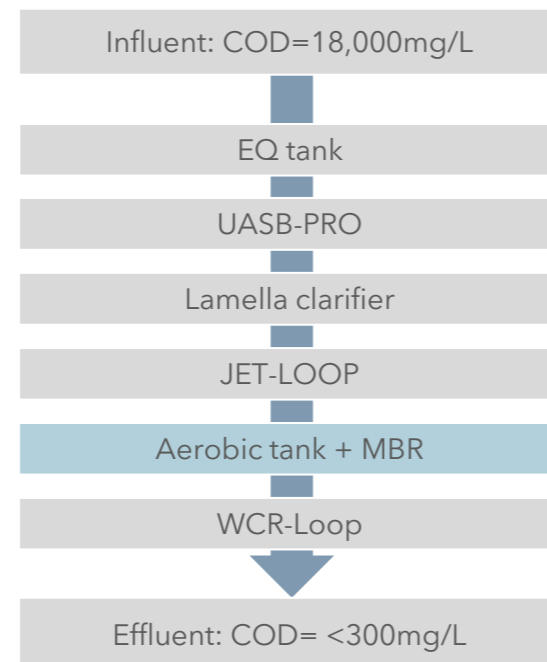 Influent: COD=18,000mg/L
EQ tank
UASB-PRO
Lamella clarifier
JET-LOOP
Aerobic tank + MBR
WCR-Loop
Effluent: COD= <300mg/L